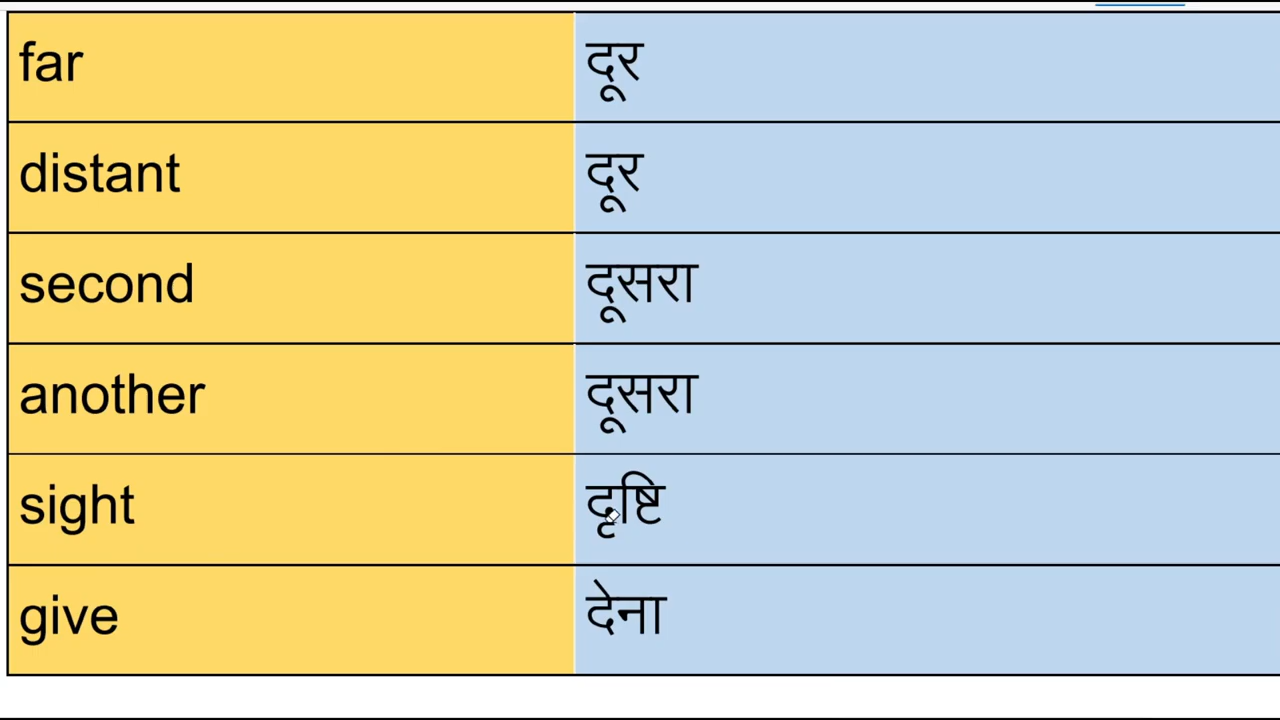 far दूर
distant दूर
second दूसरा
another दूसरा
sight दृष्टि
give देना